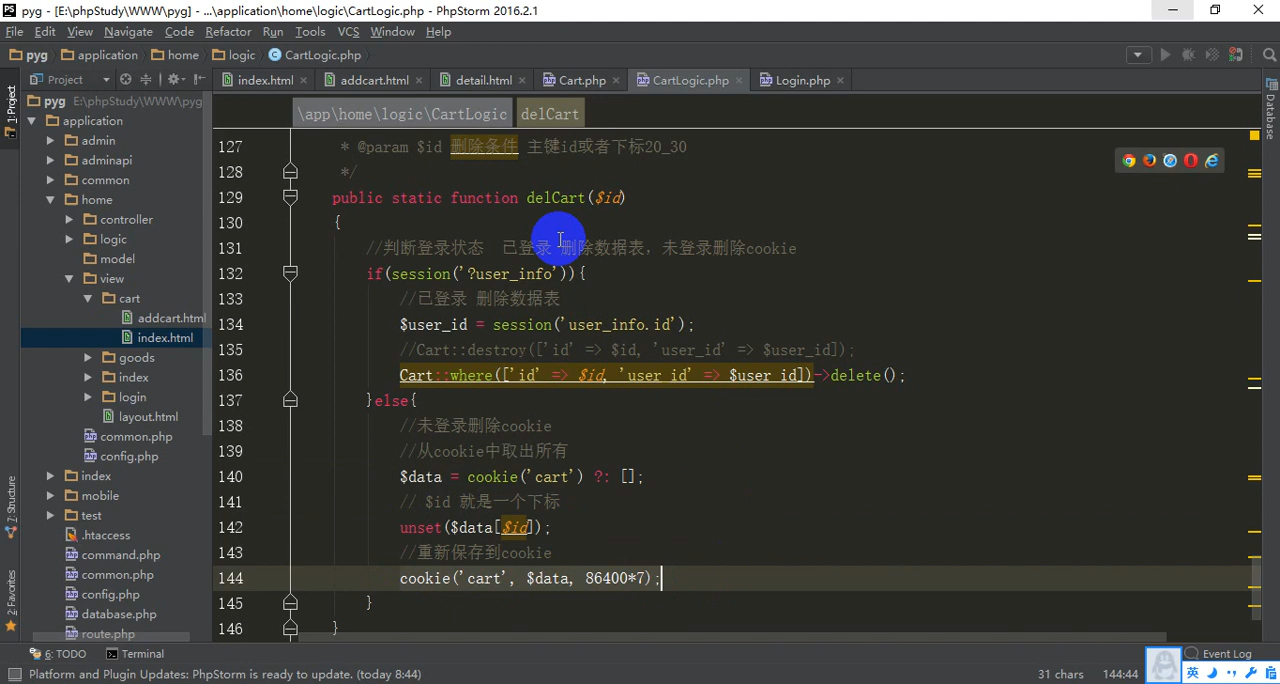 pyg - [E:\phpStudy\WWW\pyg] - ...\application\home\logic\CartLogic.php - PhpStorm 2016.2.1
File Edit View Navigate Code Refactor Run Tools VCS Window Help
pyg application home logic CartLogic.php
Project index.html addcart.html detail.html Cart.php CartLogic.php Login.php
1: Project
Database
7: Structure
2: Favorites
pyg E:\phpStudy\WWW\pyg
application
admin
adminapi
common
home
controller
logic
model
view
cart
addcart.html
index.html
goods
index
login
layout.html
common.php
config.php
index
mobile
test
.htaccess
command.php
common.php
config.php
database.php
route.php
\app\home\logic\CartLogic delCart
127 * @param $id 删除条件 主键id或者下标20_30
128 */
129 public static function delCart($id)
130 {
131 //判断登录状态 已登录 删除数据表，未登录删除cookie
132 if(session('?user_info')){
133 //已登录 删除数据表
134 $user_id = session('user_info.id');
135 //Cart::destroy(['id' => $id, 'user_id' => $user_id]);
136 Cart::where(['id' => $id, 'user_id' => $user_id])->delete();
137 }else{
138 //未登录删除cookie
139 //从cookie中取出所有
140 $data = cookie('cart') ?: [];
141 // $id 就是一个下标
142 unset($data[$id]);
143 //重新保存到cookie
144 cookie('cart', $data, 86400*7);
145 }
146 }
6: TODO Terminal Event Log
Platform and Plugin Updates: PhpStorm is ready to update. (today 8:44) 31 chars 144:44 英